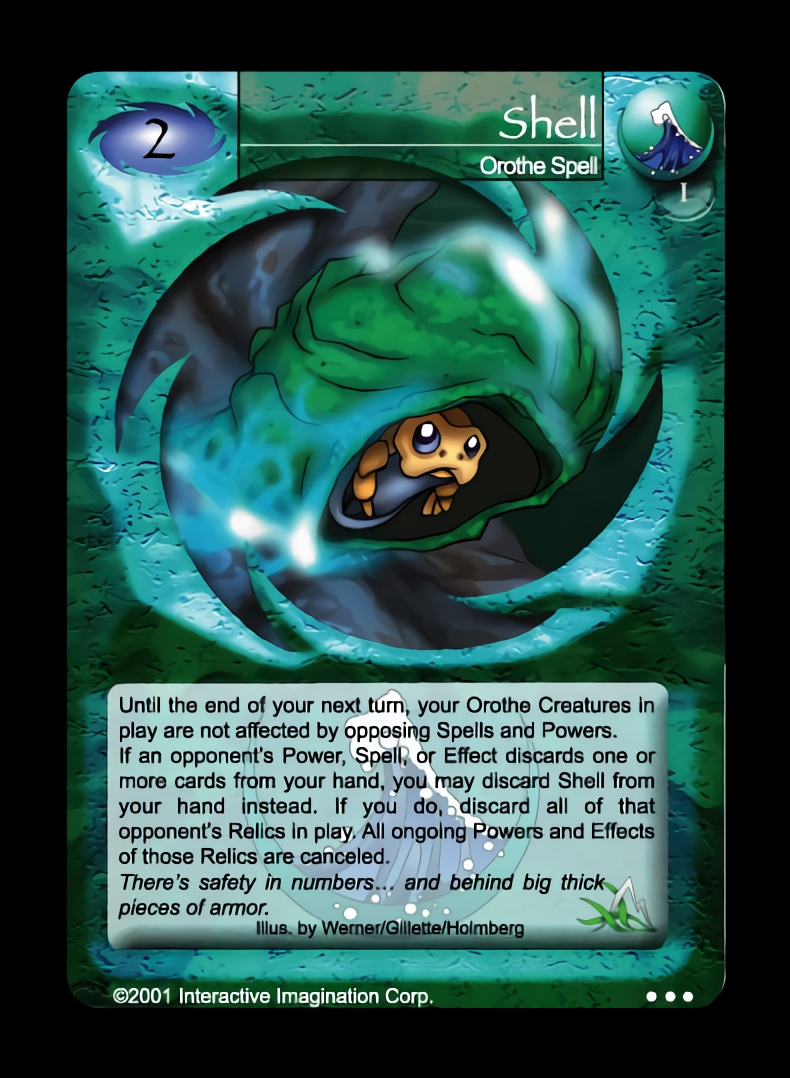 2
Shell
Orothe Spell
1
Until the end of your next turn, your Orothe Creatures in
play are not affected by opposing Spells and Powers.
If an opponent's Power, Spell, or Effect discards one or
more cards from your hand, you may discard Shell from
your hand instead. If you do, discard all of that
opponent's Relics in play. All ongoing Powers and Effects
of those Relics are canceled.
There's safety in numbers... and behind big thick
pieces of armor.
Illus. by Werner/Gillette/Holmberg
©2001 Interactive Imagination Corp.